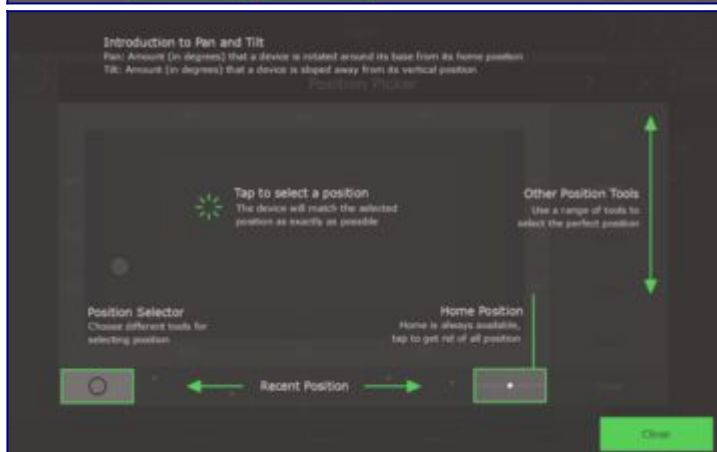 Introduction to Pan and Tilt
Pan: Amount (in degrees) that a device is rotated around its base from its home position
Tilt: Amount (in degrees) that a device is sloped away from its vertical position
Position Picker
Tap to select a position
The device will match the selected
position as exactly as possible
Other Position Tools
Use a range of tools to
select the perfect position
Position Selector
Choose different tools for
selecting position
Home Position
Home is always available,
tap to get rid of all position
Recent Position
Close